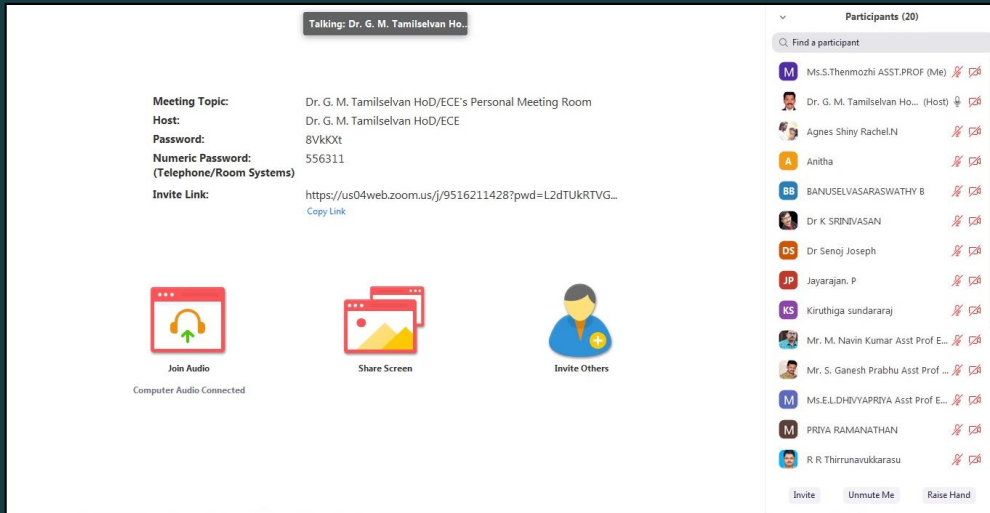 Talking: Dr. G. M. Tamilselvan Ho...
Meeting Topic: Dr. G. M. Tamilselvan HoD/ECE's Personal Meeting Room
Host: Dr. G. M. Tamilselvan HoD/ECE
Password: 8VkKXt
Numeric Password: 556311
(Telephone/Room Systems)
Invite Link: https://us04web.zoom.us/j/9516211428?pwd=L2dTUkRTVG...
Copy Link
Join Audio
Computer Audio Connected
Share Screen
Invite Others
Participants (20)
Find a participant
M Ms.S.Thenmozhi ASST.PROF (Me)
Dr. G. M. Tamilselvan Ho... (Host)
Agnes Shiny Rachel.N
A Anitha
BB BANUSELVASARASWATHY B
Dr K SRINIVASAN
DS Dr Senoj Joseph
JP Jayarajan. P
KS Kiruthiga sundararaj
Mr. M. Navin Kumar Asst Prof E...
Mr. S. Ganesh Prabhu Asst Prof ...
M Ms.E.L.DHIVYAPRIYA Asst Prof E...
M PRIYA RAMANATHAN
R R Thirrunavukkarasu
Invite Unmute Me Raise Hand